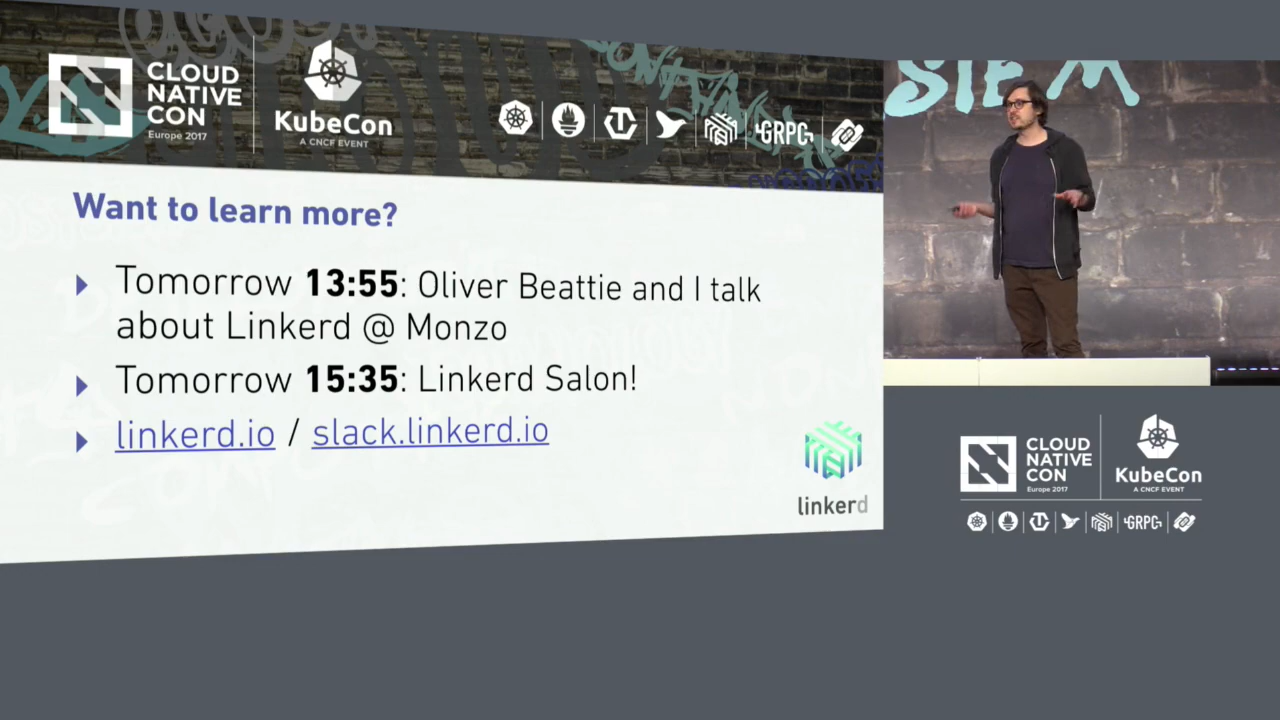 CLOUD
NATIVE
CON
Europe 2017
KubeCon
A CNCF EVENT
GRPC
STEM
Want to learn more?
Tomorrow 13:55: Oliver Beattie and I talk
about Linkerd @ Monzo
Tomorrow 15:35: Linkerd Salon!
linkerd.io / slack.linkerd.io
linkerd
CLOUD
NATIVE
CON
Europe 2017
KubeCon
A CNCF EVENT
GRPC